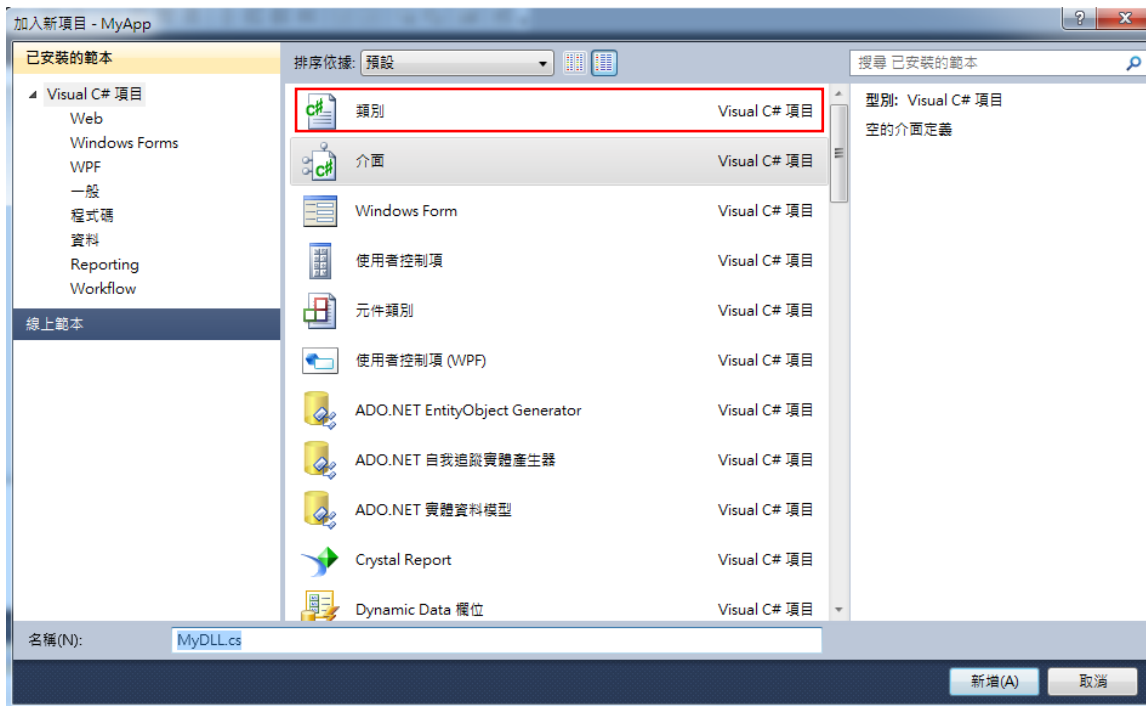 加入新項目 - MyApp
已安裝的範本
Visual C# 項目
Web
Windows Forms
WPF
一般
程式碼
資料
Reporting
Workflow
線上範本
排序依據: 預設
類別 Visual C# 項目
介面 Visual C# 項目
Windows Form Visual C# 項目
使用者控制項 Visual C# 項目
元件類別 Visual C# 項目
使用者控制項 (WPF) Visual C# 項目
ADO.NET EntityObject Generator Visual C# 項目
ADO.NET 自我追蹤實體產生器 Visual C# 項目
ADO.NET 實體資料模型 Visual C# 項目
Crystal Report Visual C# 項目
Dynamic Data 欄位 Visual C# 項目
搜尋 已安裝的範本
型別: Visual C# 項目
空的介面定義
名稱(N): MyDLL.cs
新增(A) 取消